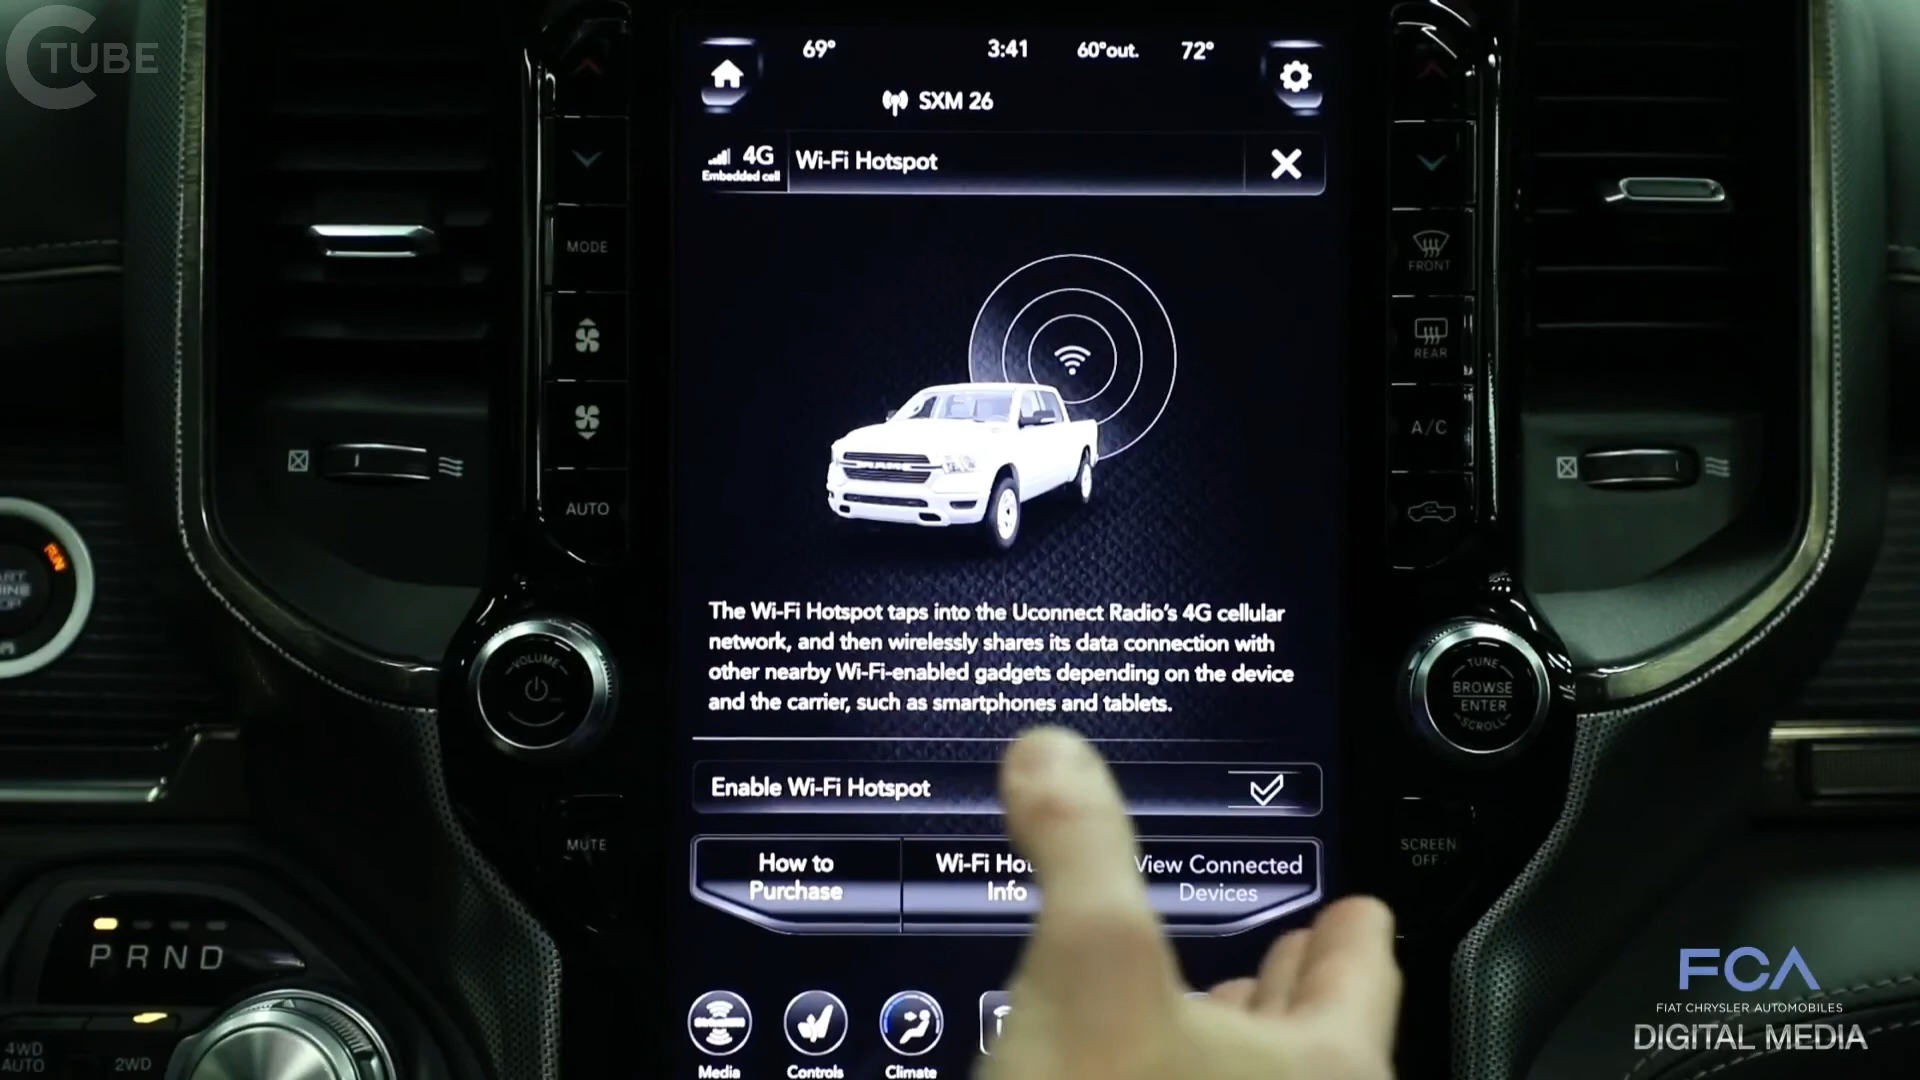 C TUBE
69°
3:41
60°out.
72°
SXM 26
4G
Embedded cell
Wi-Fi Hotspot
The Wi-Fi Hotspot taps into the Uconnect Radio's 4G cellular
network, and then wirelessly shares its data connection with
other nearby Wi-Fi-enabled gadgets depending on the device
and the carrier, such as smartphones and tablets.
Enable Wi-Fi Hotspot
How to
Purchase
Wi-Fi
Info
View Connected
Devices
Media
Controls
Climate
MODE
AUTO
VOLUME
MUTE
FRONT
REAR
A/C
TUNE
BROWSE
ENTER
SCROLL
SCREEN
OFF
RUN
P R N D
4WD
AUTO
2WD
FCA
FIAT CHRYSLER AUTOMOBILES
DIGITAL MEDIA